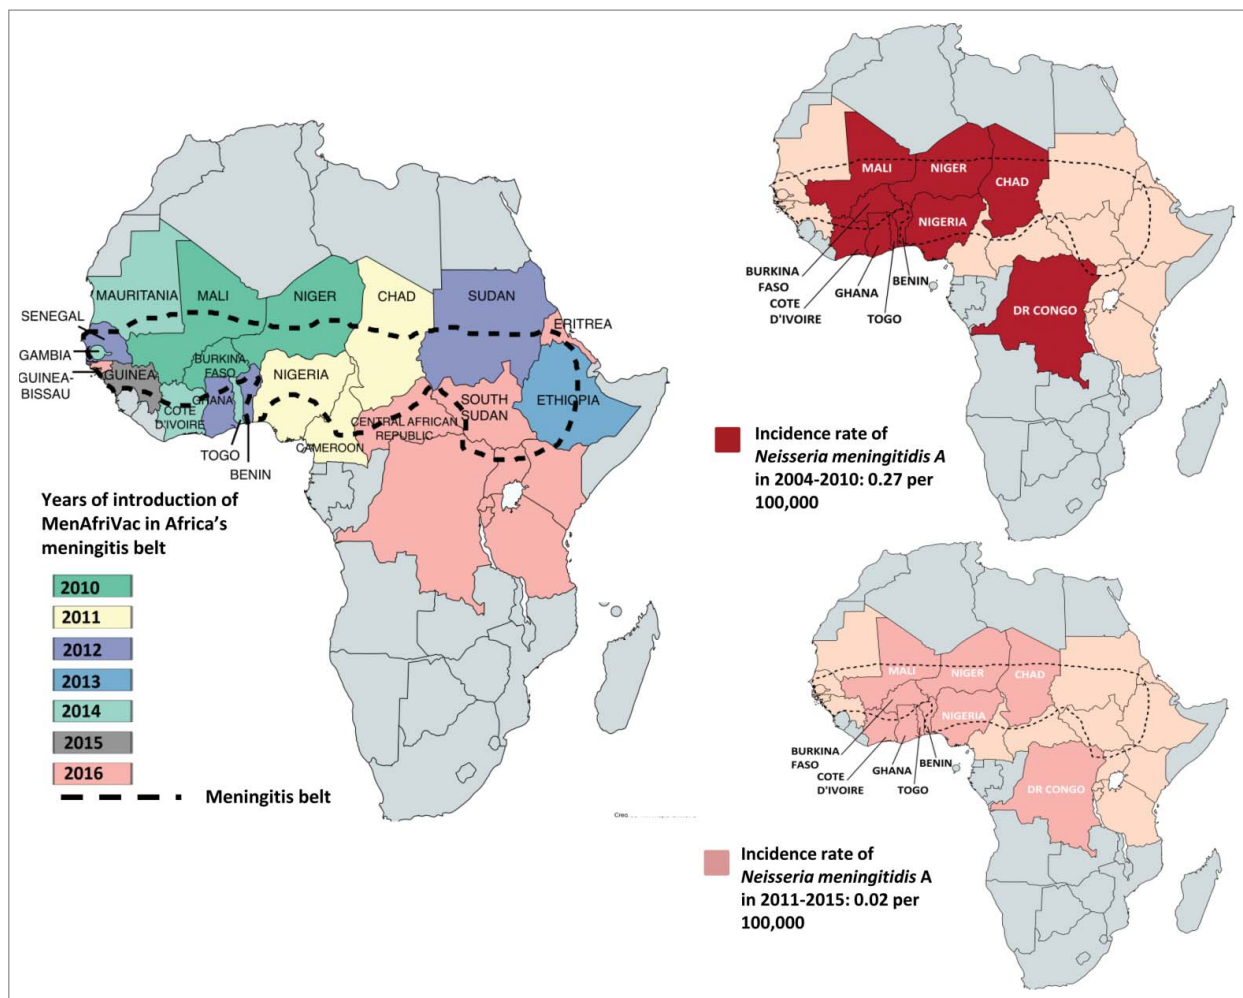 MAURITANIA
MALI
NIGER
CHAD
SUDAN
ERITREA
SENEGAL
GAMBIA
GUINEA-
BISSAU
GUINEA
BURKINA
FASO
NIGERIA
GHANA
COTE
D'IVOIRE
TOGO
BENIN
CAMEROON
CENTRAL AFRICAN
REPUBLIC
SOUTH
SUDAN
ETHIOPIA
Years of introduction of
MenAfriVac in Africa's
meningitis belt
2010
2011
2012
2013
2014
2015
2016
Meningitis belt
MALI
NIGER
CHAD
NIGERIA
BURKINA
FASO
COTE
D'IVOIRE
GHANA
BENIN
TOGO
DR CONGO
Incidence rate of
Neisseria meningitidis A
in 2004-2010: 0.27 per
100,000
MALI
NIGER
CHAD
NIGERIA
BURKINA
FASO
COTE
D'IVOIRE
GHANA
BENIN
TOGO
DR CONGO
Incidence rate of
Neisseria meningitidis A
in 2011-2015: 0.02 per
100,000